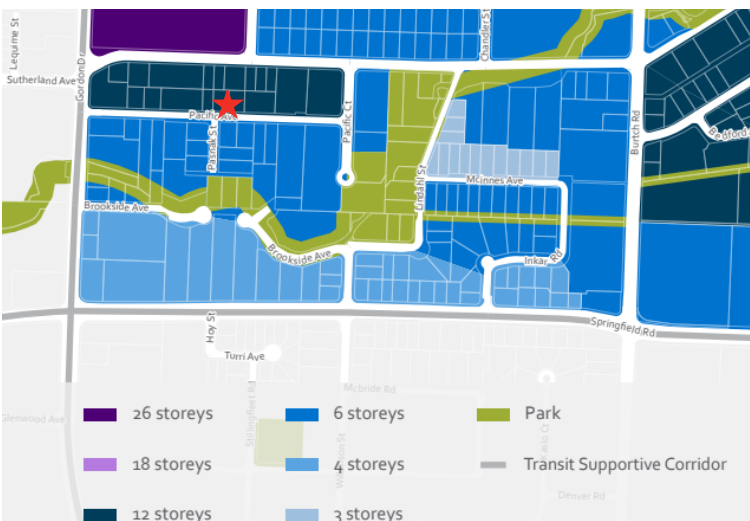 Lequime St
Gordon Dr
Chandler St
Sutherland Ave
Pacific Ave
Pasnak St
Pacific Ct
Burtch Rd
Bedford
Lindahl St
McInnes Ave
Brookside Ave
Brookside Ave
Inkar Rd
Springfield Rd
Hoy St
Turri Ave
Mcbride Rd
Stillingfleet Rd
Glenwood Ave
26 storeys
6 storeys
Park
18 storeys
4 storeys
Transit Supportive Corridor
Denver Rd
12 storeys
3 storeys